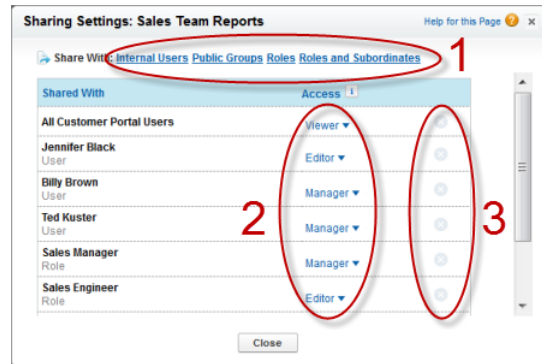 Sharing Settings: Sales Team Reports Help for this Page ? x
Share With: Internal Users Public Groups Roles Roles and Subordinates
1
Shared With Access i
All Customer Portal Users Viewer
Jennifer Black
User Editor
Billy Brown
User Manager
Ted Kuster
User Manager
2
3
Sales Manager
Role Manager
Sales Engineer
Role Editor
Close